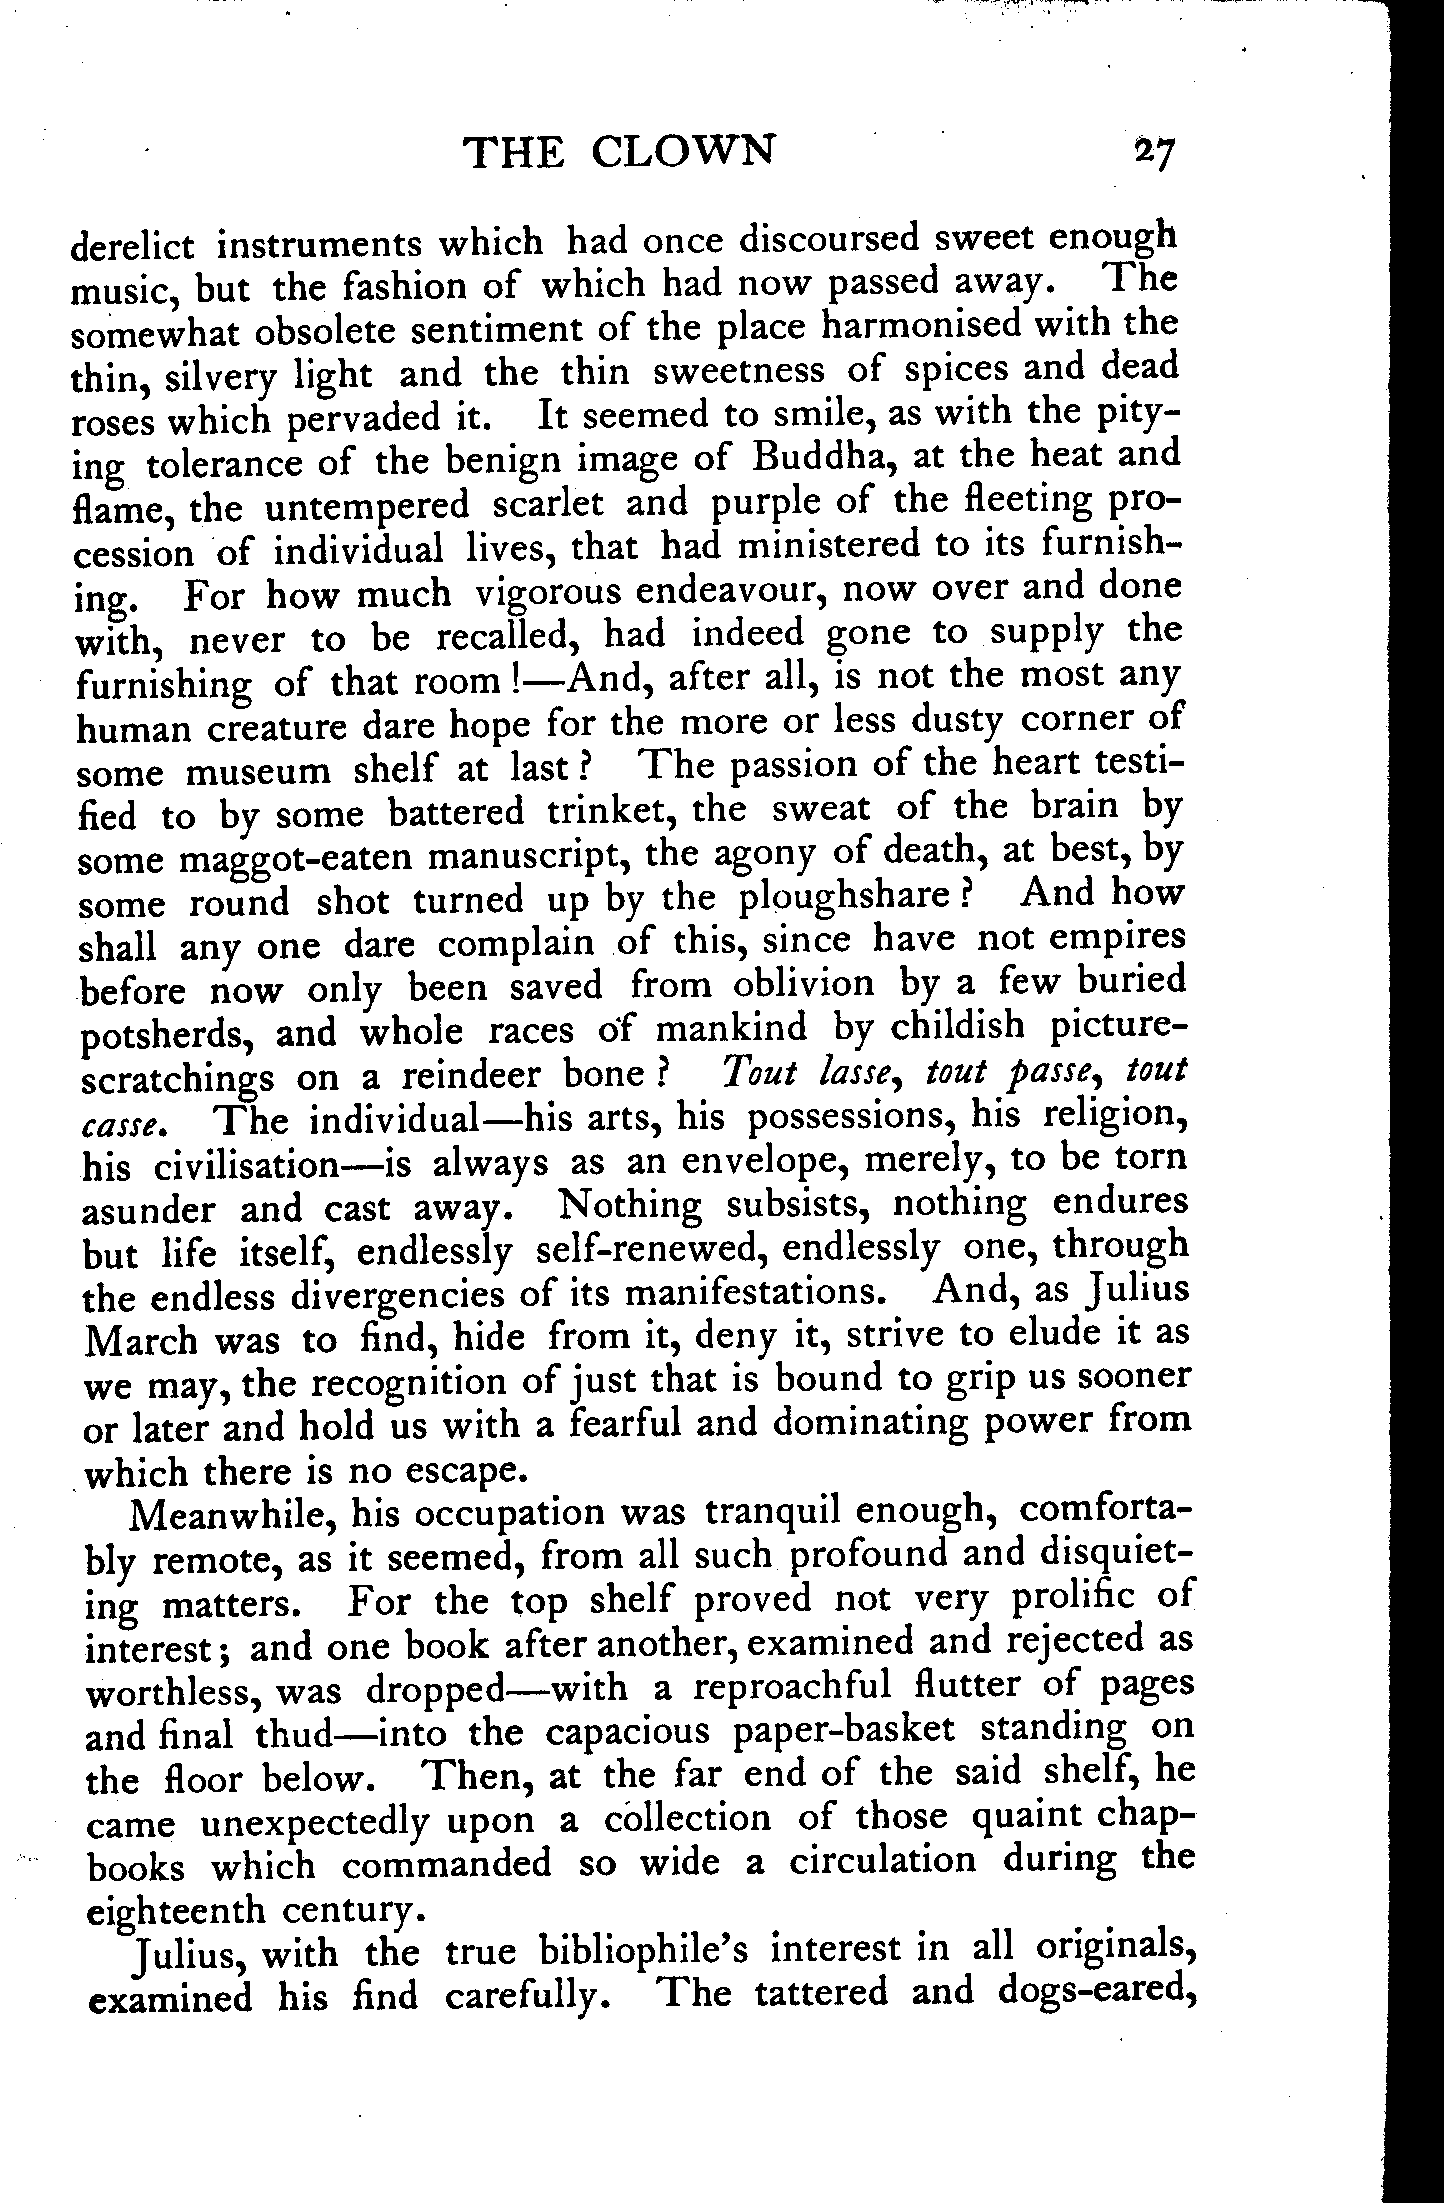 THE CLOWN 27
derelict instruments which had once discoursed sweet enough
music, but the fashion of which had now passed away. The
somewhat obsolete sentiment of the place harmonised with the
thin, silvery light and the thin sweetness of spices and dead
roses which pervaded it. It seemed to smile, as with the pity-
ing tolerance of the benign image of Buddha, at the heat and
flame, the untempered scarlet and purple of the fleeting pro-
cession of individual lives, that had ministered to its furnish-
ing. For how much vigorous endeavour, now over and done
with, never to be recalled, had indeed gone to supply the
furnishing of that room !—And, after all, is not the most any
human creature dare hope for the more or less dusty corner of
some museum shelf at last ? The passion of the heart testi-
fied to by some battered trinket, the sweat of the brain by
some maggot-eaten manuscript, the agony of death, at best, by
some round shot turned up by the ploughshare ? And how
shall any one dare complain of this, since have not empires
before now only been saved from oblivion by a few buried
potsherds, and whole races of mankind by childish picture-
scratchings on a reindeer bone ? Tout lasse, tout passe, tout
casse. The individual—his arts, his possessions, his religion,
his civilisation—is always as an envelope, merely, to be torn
asunder and cast away. Nothing subsists, nothing endures
but life itself, endlessly self-renewed, endlessly one, through
the endless divergencies of its manifestations. And, as Julius
March was to find, hide from it, deny it, strive to elude it as
we may, the recognition of just that is bound to grip us sooner
or later and hold us with a fearful and dominating power from
which there is no escape.
Meanwhile, his occupation was tranquil enough, comforta-
bly remote, as it seemed, from all such profound and disquiet-
ing matters. For the top shelf proved not very prolific of
interest ; and one book after another, examined and rejected as
worthless, was dropped—with a reproachful flutter of pages
and final thud—into the capacious paper-basket standing on
the floor below. Then, at the far end of the said shelf, he
came unexpectedly upon a collection of those quaint chap-
books which commanded so wide a circulation during the
eighteenth century.
Julius, with the true bibliophile's interest in all originals,
examined his find carefully. The tattered and dogs-eared,